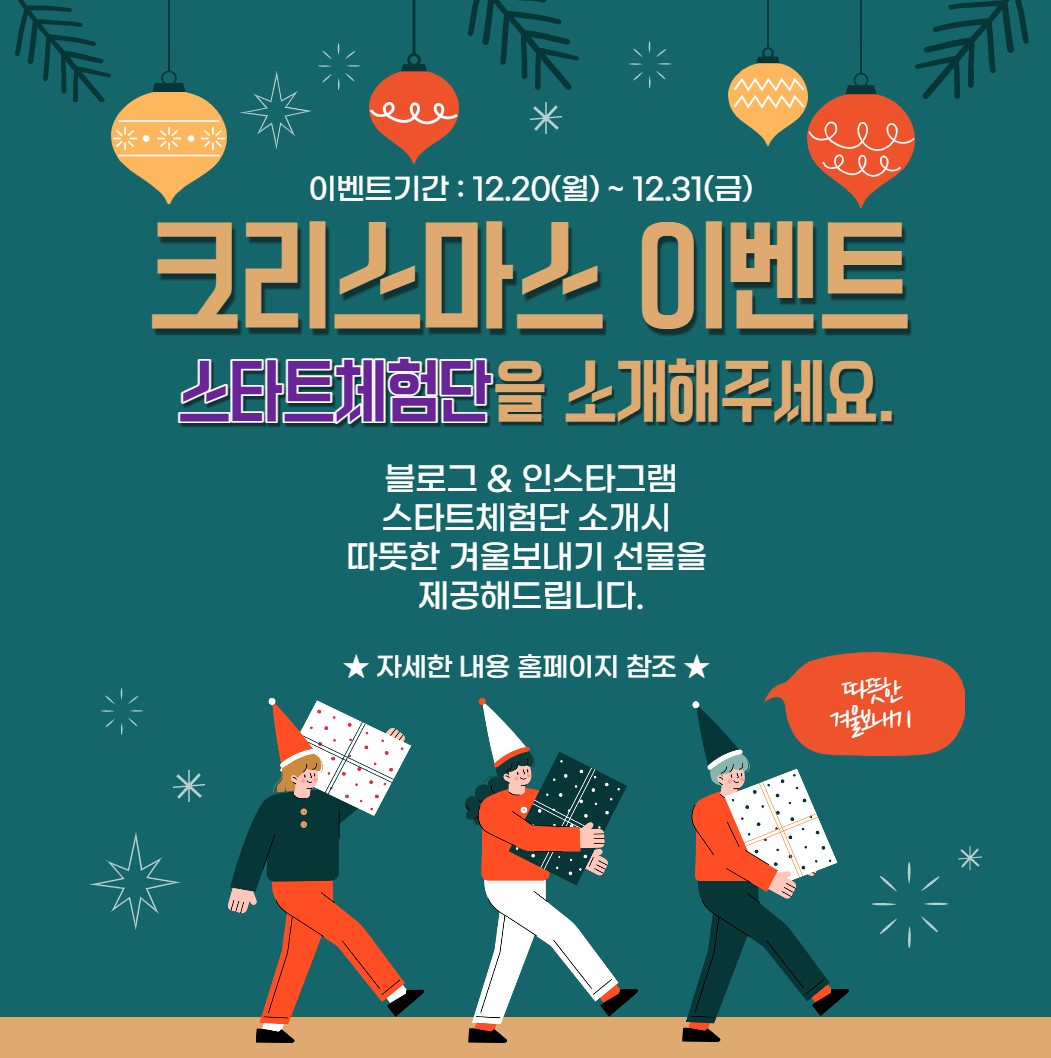 이벤트기간 : 12.20(월) ~ 12.31(금)
크리스마스 이벤트
스타트체험단을 소개해주세요.
블로그 & 인스타그램
스타트체험단 소개시
따뜻한 겨울보내기 선물을
제공해드립니다.
★ 자세한 내용 홈페이지 참조 ★
따뜻한
겨울보내기